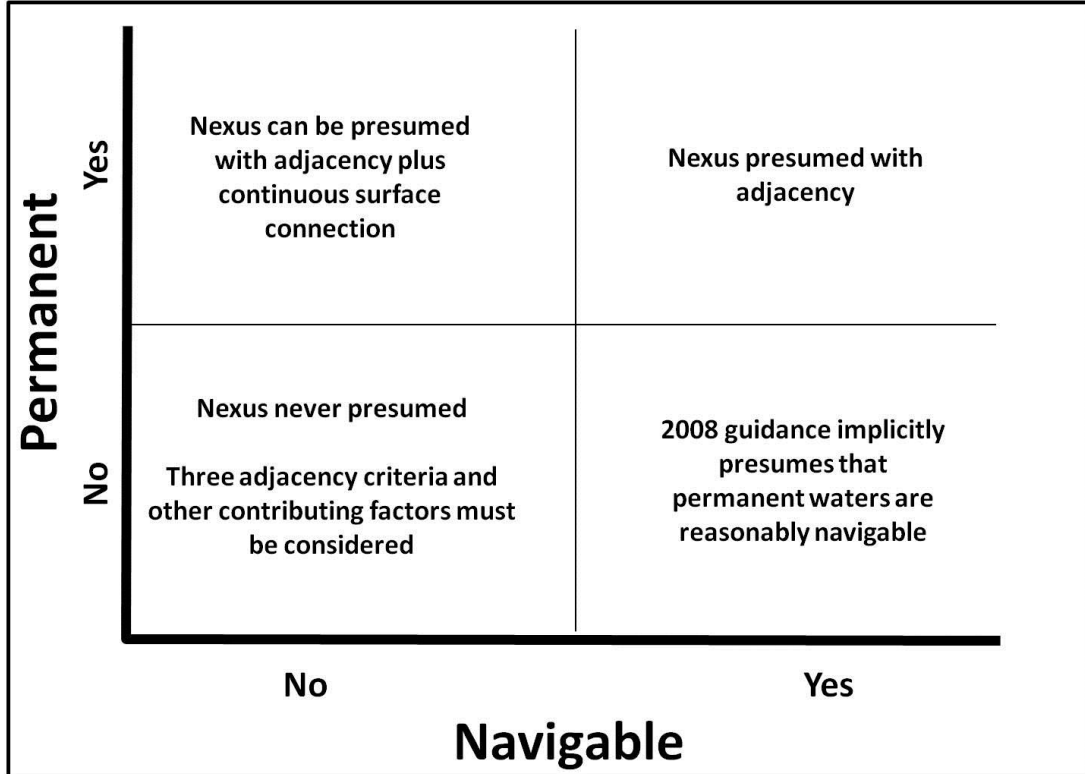 Permanent
Yes
No
Nexus can be presumed
with adjacency plus
continuous surface
connection
Nexus presumed with
adjacency
Nexus never presumed
Three adjacency criteria and
other contributing factors must
be considered
2008 guidance implicitly
presumes that
permanent waters are
reasonably navigable
No
Yes
Navigable